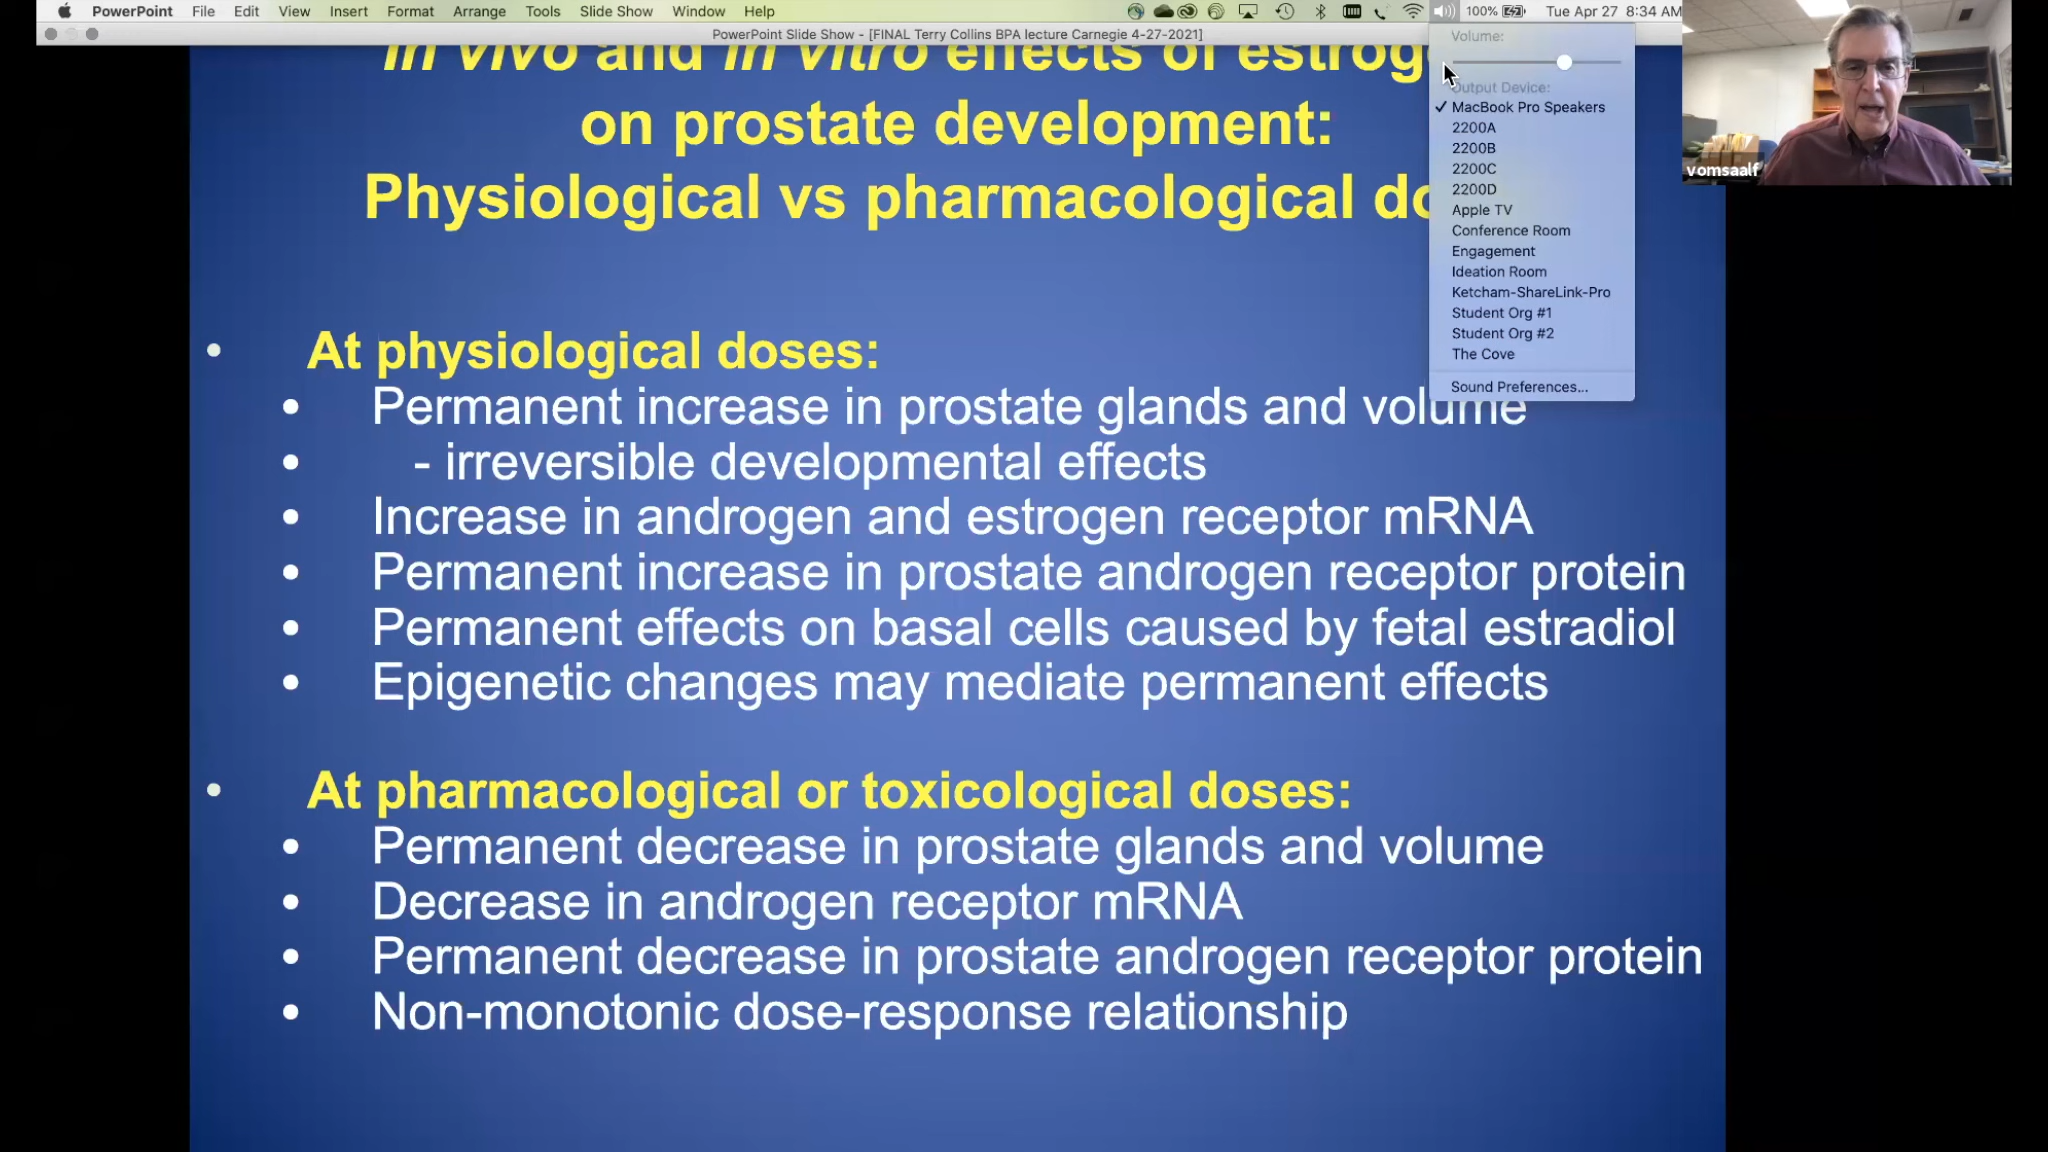 PowerPoint File Edit View Insert Format Arrange Tools Slide Show Window Help 100% Tue Apr 27 8:34 AM
PowerPoint Slide Show - [FINAL Terry Collins BPA lecture Carnegie 4-27-2021]
Volume:
Output Device:
✓ MacBook Pro Speakers
2200A
2200B
2200C
2200D
Apple TV
Conference Room
Engagement
Ideation Room
Ketcham-ShareLink-Pro
Student Org #1
Student Org #2
The Cove
Sound Preferences...
vomsaalf
In vivo and in vitro effects of
on prostate development:
Physiological vs pharmacological
• At physiological doses:
• Permanent increase in prostate glands and volume
• - irreversible developmental effects
• Increase in androgen and estrogen receptor mRNA
• Permanent increase in prostate androgen receptor protein
• Permanent effects on basal cells caused by fetal estradiol
• Epigenetic changes may mediate permanent effects
• At pharmacological or toxicological doses:
• Permanent decrease in prostate glands and volume
• Decrease in androgen receptor mRNA
• Permanent decrease in prostate androgen receptor protein
• Non-monotonic dose-response relationship